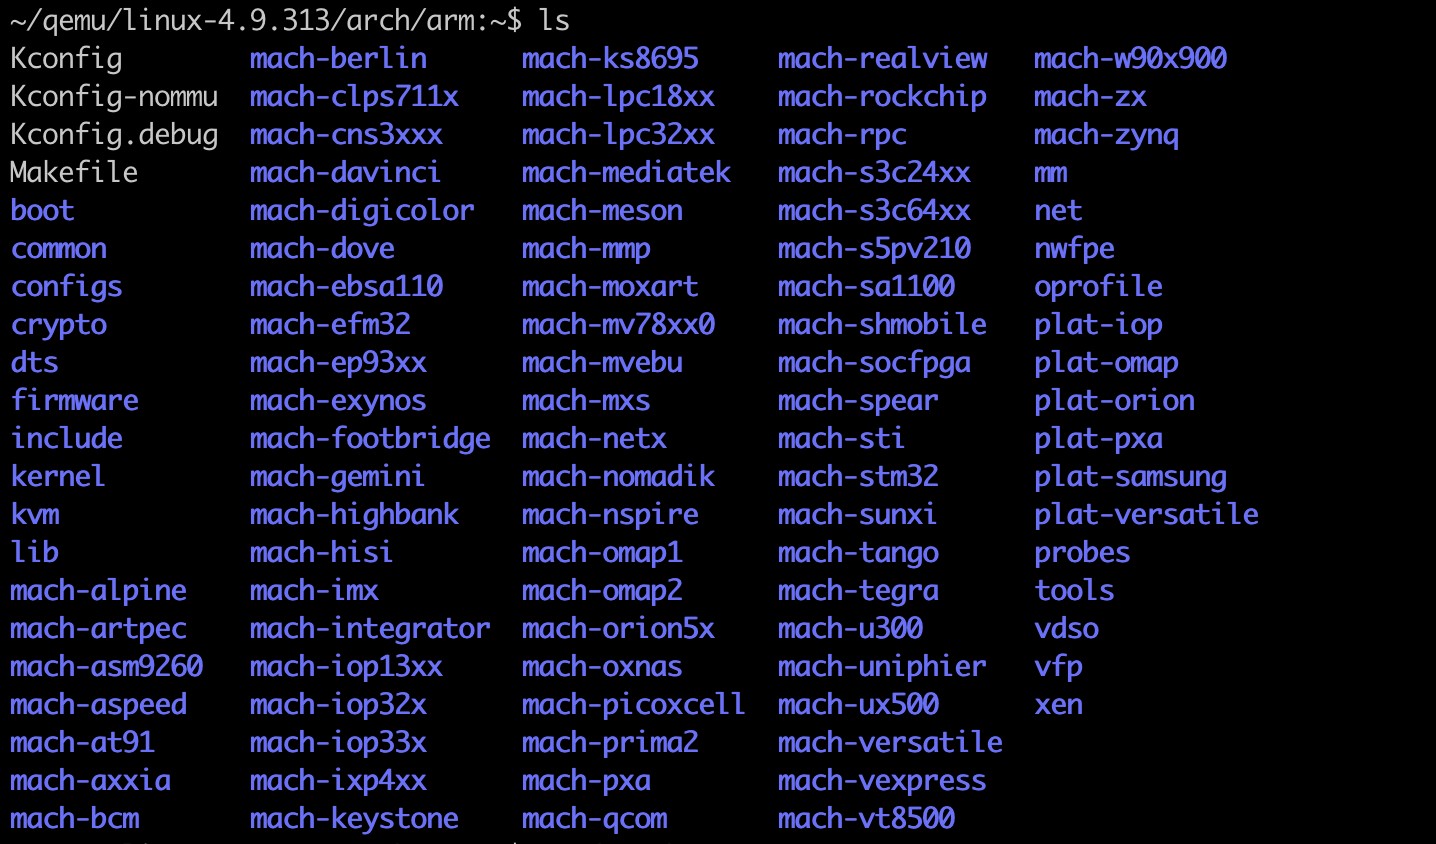 ~/qemu/linux-4.9.313/arch/arm:~$ ls
Kconfig mach-berlin mach-ks8695 mach-realview mach-w90x900
Kconfig-nommu mach-clps711x mach-lpc18xx mach-rockchip mach-zx
Kconfig.debug mach-cns3xxx mach-lpc32xx mach-rpc mach-zynq
Makefile mach-davinci mach-mediatek mach-s3c24xx mm
boot mach-digicolor mach-meson mach-s3c64xx net
common mach-dove mach-mmp mach-s5pv210 nwfpe
configs mach-ebsa110 mach-moxart mach-sa1100 oprofile
crypto mach-efm32 mach-mv78xx0 mach-shmobile plat-iop
dts mach-ep93xx mach-mvebu mach-socfpga plat-omap
firmware mach-exynos mach-mxs mach-spear plat-orion
include mach-footbridge mach-netx mach-sti plat-pxa
kernel mach-gemini mach-nomadik mach-stm32 plat-samsung
kvm mach-highbank mach-nspire mach-sunxi plat-versatile
lib mach-hisi mach-omap1 mach-tango probes
mach-alpine mach-imx mach-omap2 mach-tegra tools
mach-artpec mach-integrator mach-orion5x mach-u300 vdso
mach-asm9260 mach-iop13xx mach-oxnas mach-uniphier vfp
mach-aspeed mach-iop32x mach-picoxcell mach-ux500 xen
mach-at91 mach-iop33x mach-prima2 mach-versatile
mach-axxia mach-ixp4xx mach-pxa mach-vexpress
mach-bcm mach-keystone mach-qcom mach-vt8500